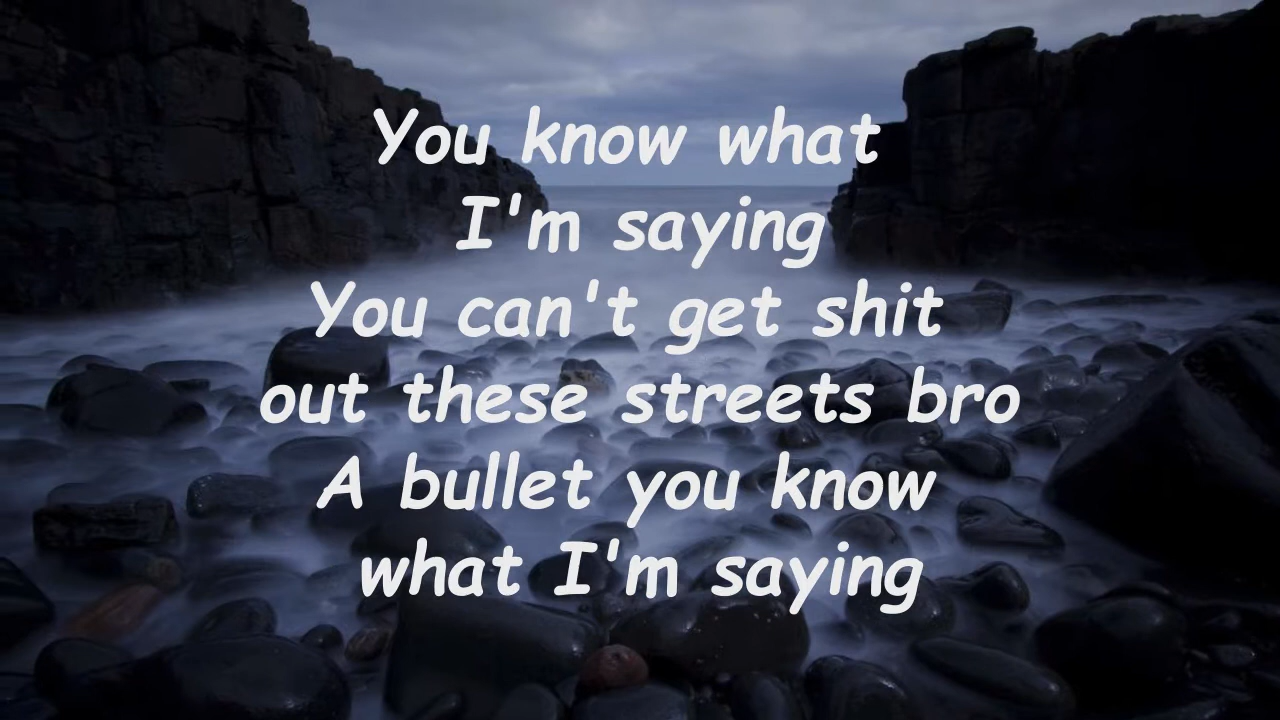 You know what
I'm saying
You can't get shit
out these streets bro
A bullet you know
what I'm saying